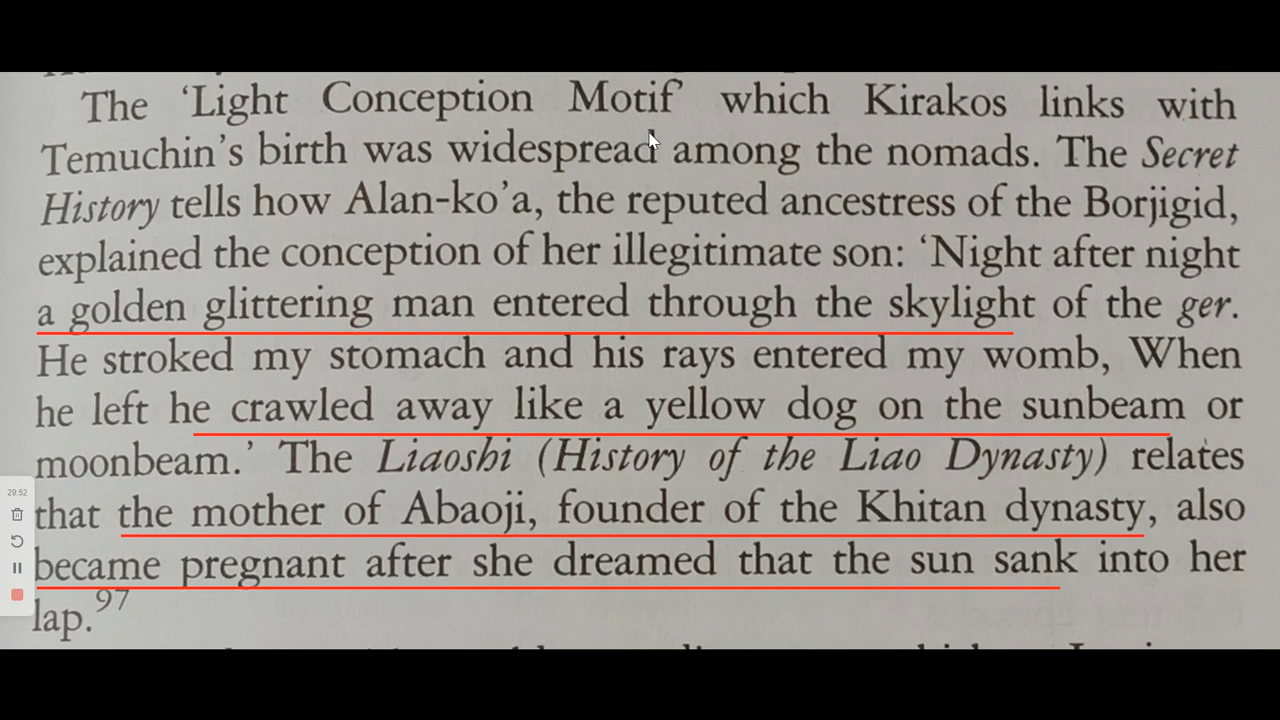 The ‘Light Conception Motif’ which Kirakos links with
Temuchin’s birth was widespread among the nomads. The Secret
History tells how Alan-ko’a, the reputed ancestress of the Borjigid,
explained the conception of her illegitimate son: ‘Night after night
a golden glittering man entered through the skylight of the ger.
He stroked my stomach and his rays entered my womb, When
he left he crawled away like a yellow dog on the sunbeam or
moonbeam.’ The Liaoshi (History of the Liao Dynasty) relates
29:52
that the mother of Abaoji, founder of the Khitan dynasty, also
became pregnant after she dreamed that the sun sank into her
lap.97